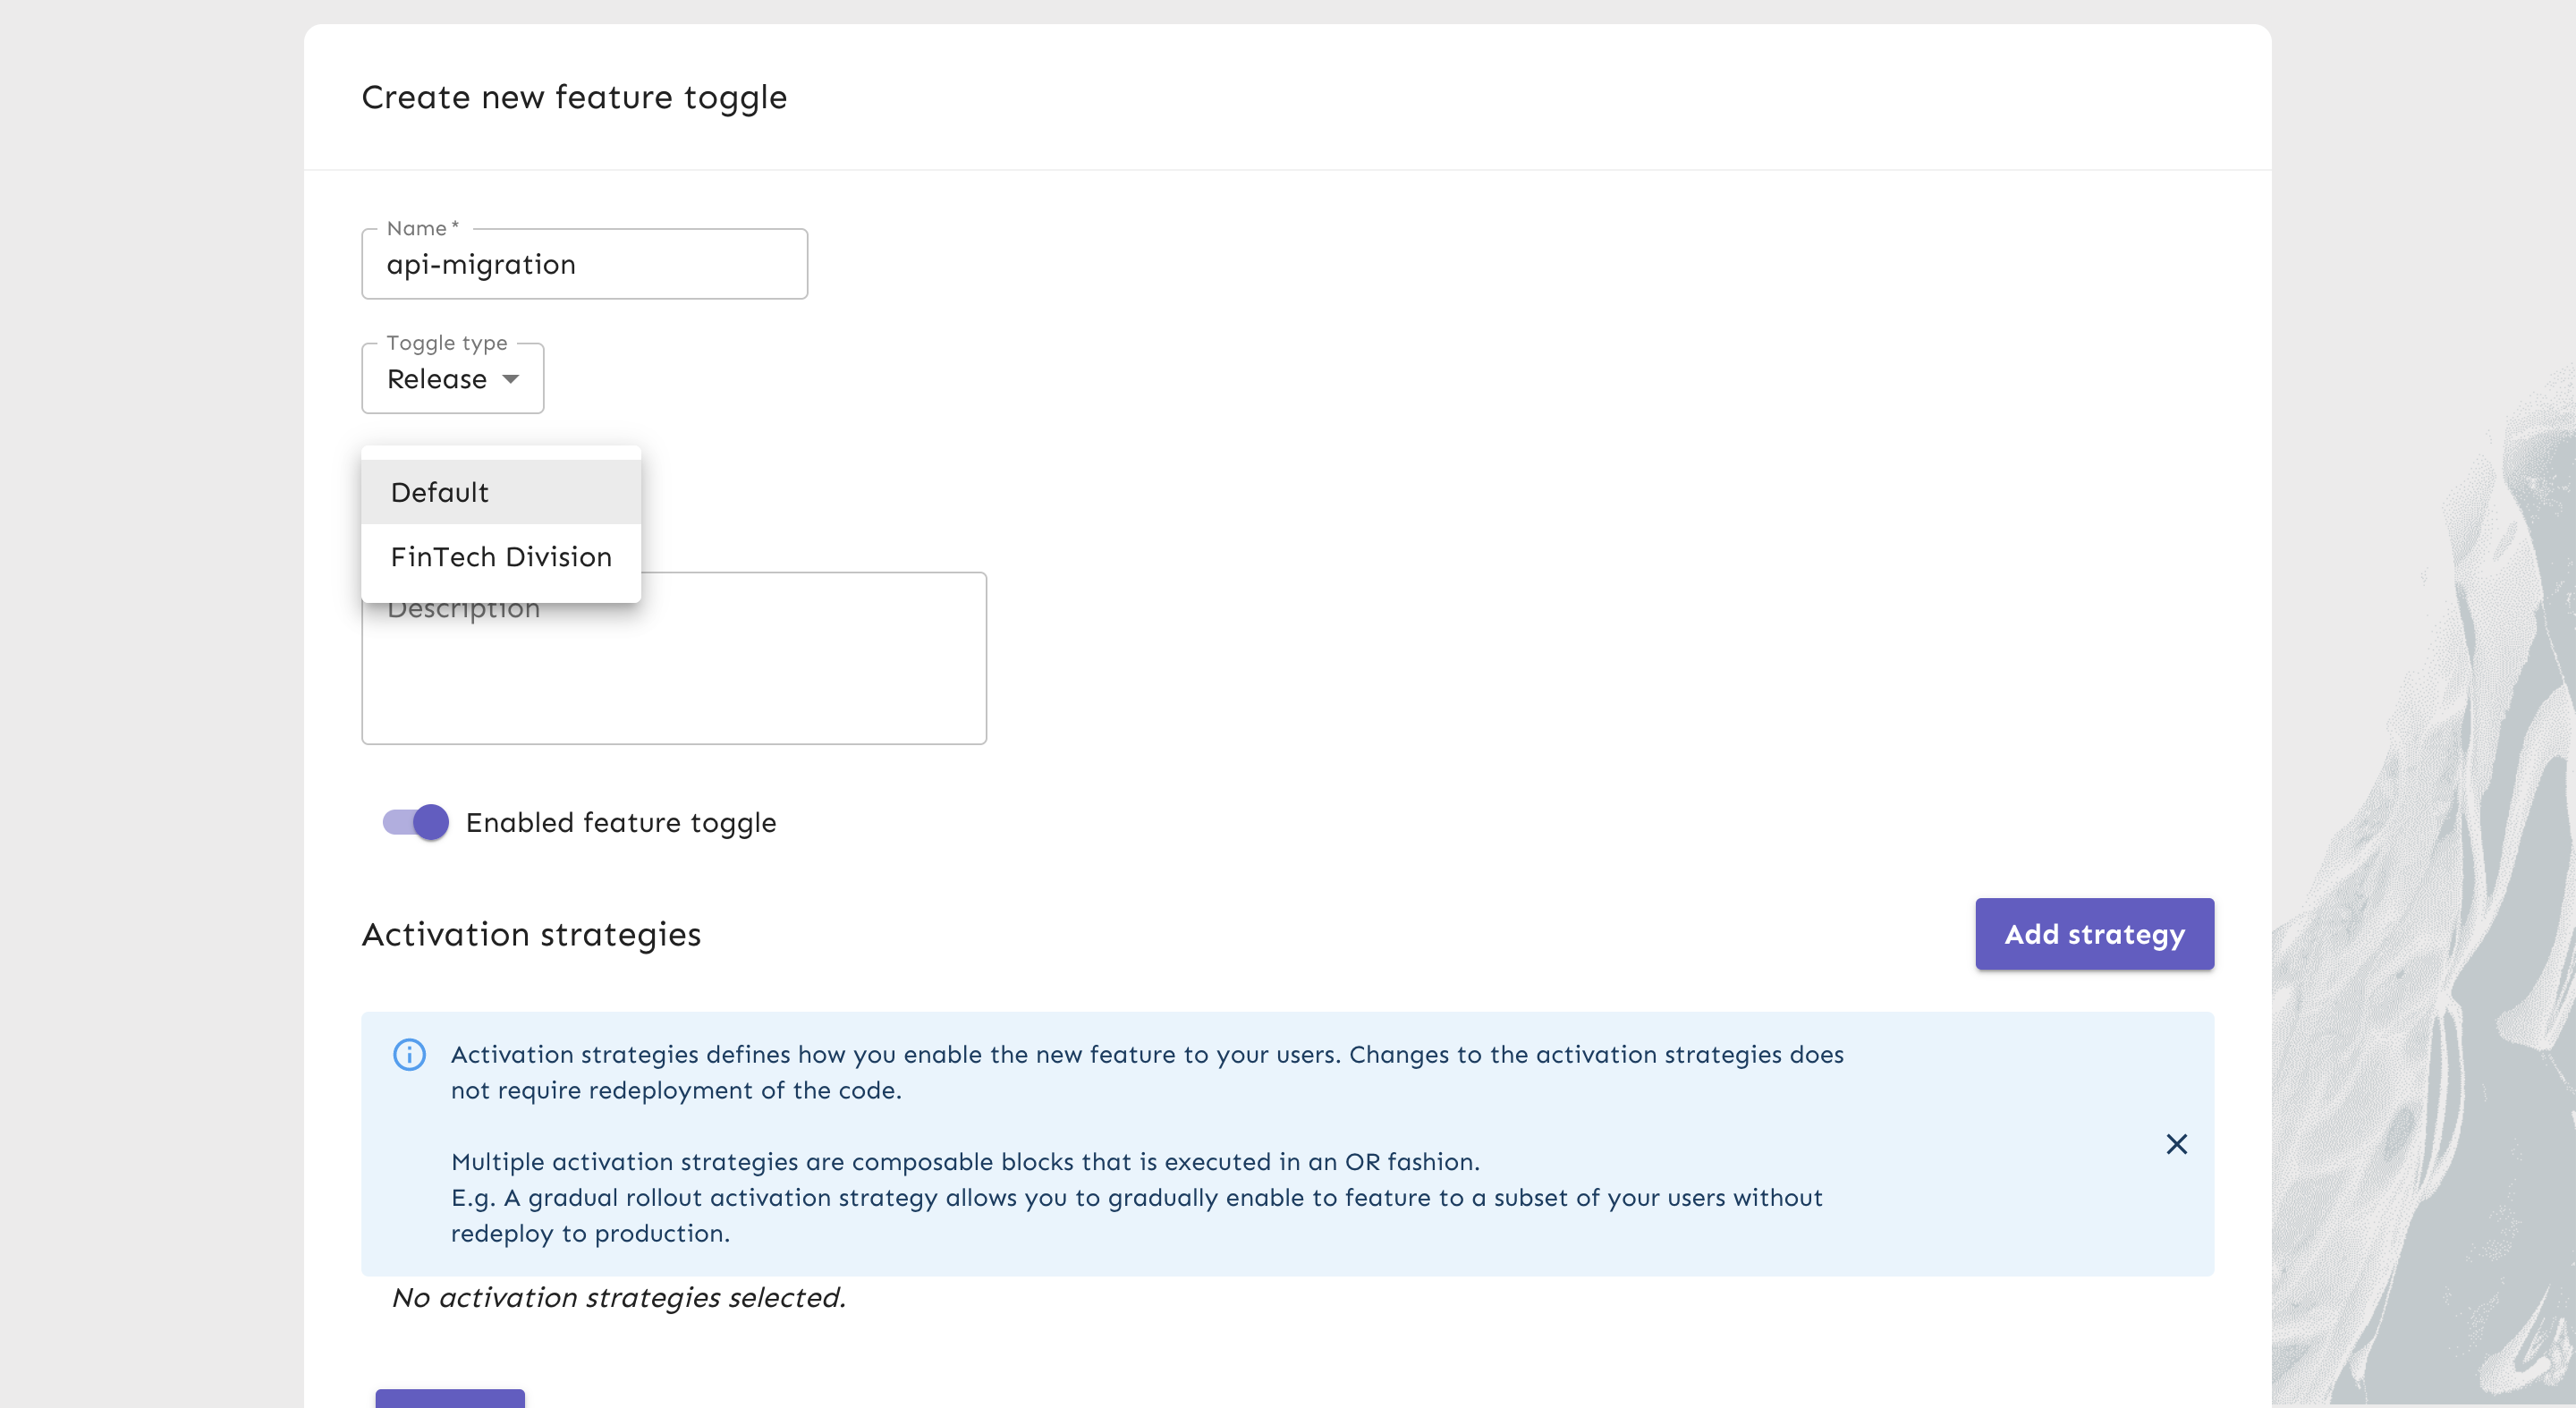 Create new feature toggle
Name *
api-migration
Toggle type
Release
Default
FinTech Division
Description
Enabled feature toggle
Activation strategies
Add strategy
Activation strategies defines how you enable the new feature to your users. Changes to the activation strategies does
not require redeployment of the code.
Multiple activation strategies are composable blocks that is executed in an OR fashion.
E.g. A gradual rollout activation strategy allows you to gradually enable to feature to a subset of your users without
redeploy to production.
No activation strategies selected.